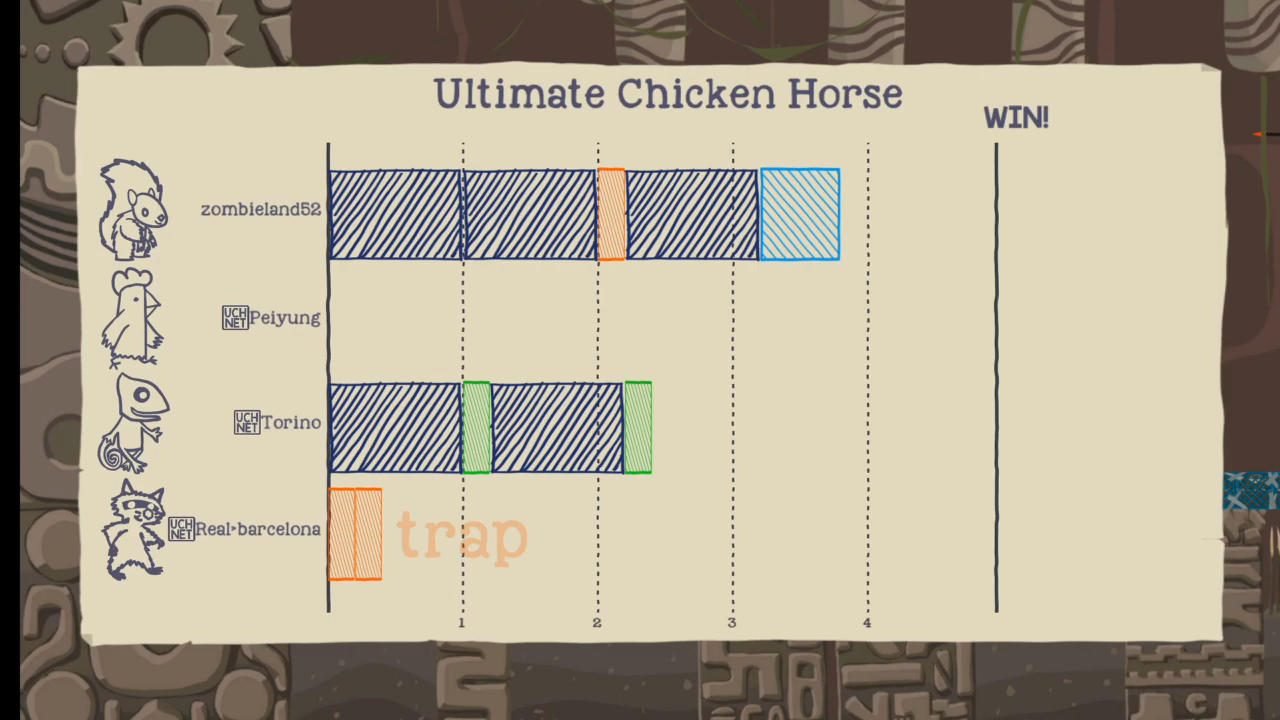 Ultimate Chicken Horse
WIN!
zombieland52
UCH NET Peiyung
UCH NET Torino
UCH NET Real>barcelona
trap
1 2 3 4